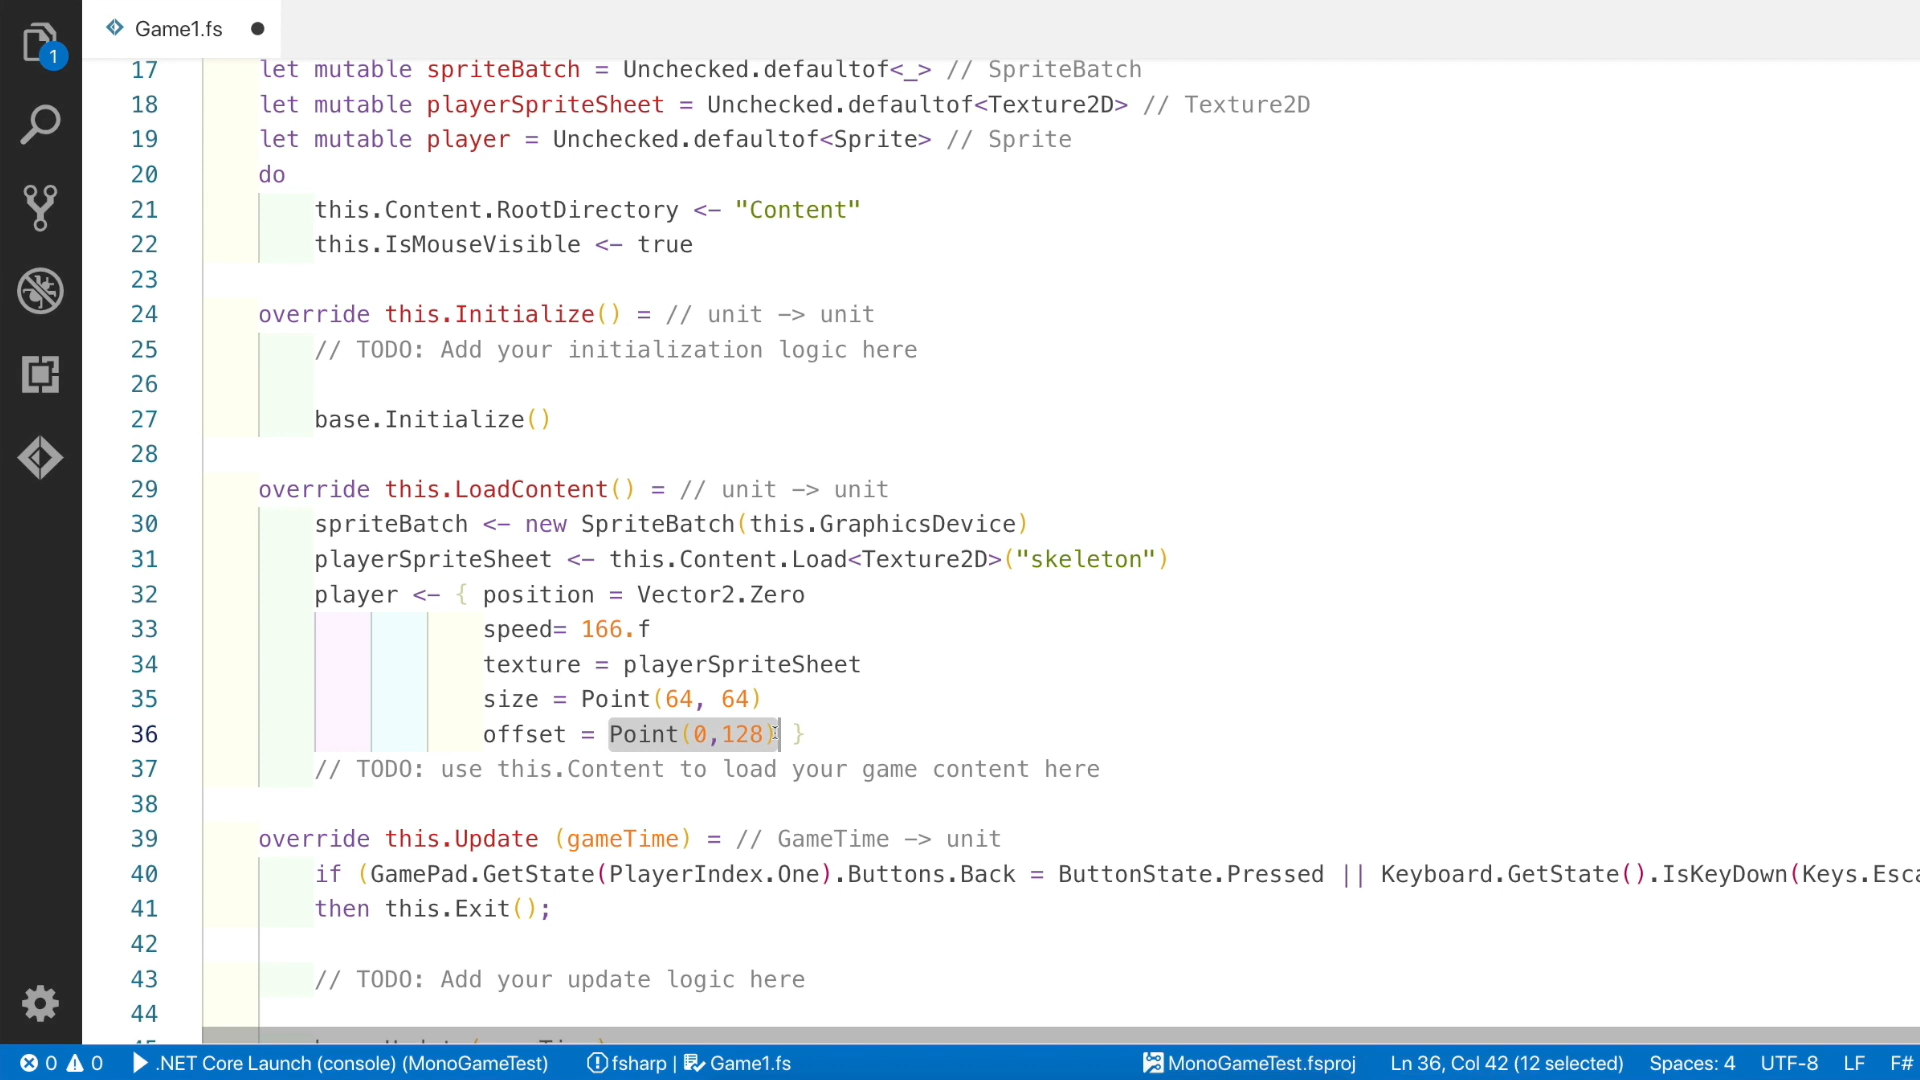 Game1.fs
1
17 let mutable spriteBatch = Unchecked.defaultof<_> // SpriteBatch
18 let mutable playerSpriteSheet = Unchecked.defaultof<Texture2D> // Texture2D
19 let mutable player = Unchecked.defaultof<Sprite> // Sprite
20 do
21 this.Content.RootDirectory <- "Content"
22 this.IsMouseVisible <- true
23
24 override this.Initialize() = // unit -> unit
25 // TODO: Add your initialization logic here
26
27 base.Initialize()
28
29 override this.LoadContent() = // unit -> unit
30 spriteBatch <- new SpriteBatch(this.GraphicsDevice)
31 playerSpriteSheet <- this.Content.Load<Texture2D>("skeleton")
32 player <- { position = Vector2.Zero
33 speed= 166.f
34 texture = playerSpriteSheet
35 size = Point(64, 64)
36 offset = Point(0,128) }
37 // TODO: use this.Content to load your game content here
38
39 override this.Update (gameTime) = // GameTime -> unit
40 if (GamePad.GetState(PlayerIndex.One).Buttons.Back = ButtonState.Pressed || Keyboard.GetState().IsKeyDown(Keys.Esca
41 then this.Exit();
42
43 // TODO: Add your update logic here
44
0 0 .NET Core Launch (console) (MonoGameTest) fsharp | Game1.fs MonoGameTest.fsproj Ln 36, Col 42 (12 selected) Spaces: 4 UTF-8 LF F#